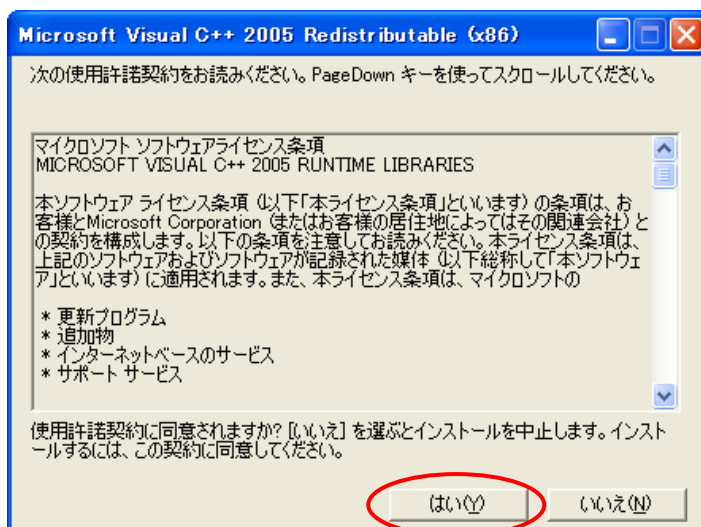 Microsoft Visual C++ 2005 Redistributable (x86)
次の使用許諾契約をお読みください。PageDown キーを使ってスクロールしてください。
マイクロソフト ソフトウェアライセンス条項
MICROSOFT VISUAL C++ 2005 RUNTIME LIBRARIES
本ソフトウェア ライセンス条項 (以下「本ライセンス条項」といいます) の条項は、お
客様とMicrosoft Corporation (またはお客様の居住地によってはその関連会社) と
の契約を構成します。以下の条項を注意してお読みください。本ライセンス条項は、
上記のソフトウェアおよびソフトウェアが記録された媒体 (以下総称して「本ソフトウェ
ア」といいます) に適用されます。また、本ライセンス条項は、マイクロソフトの
* 更新プログラム
* 追加物
* インターネットベースのサービス
* サポート サービス
使用許諾契約に同意されますか? [いいえ] を選ぶとインストールを中止します。インスト
ールするには、この契約に同意してください。
はい(Y)
いいえ(N)